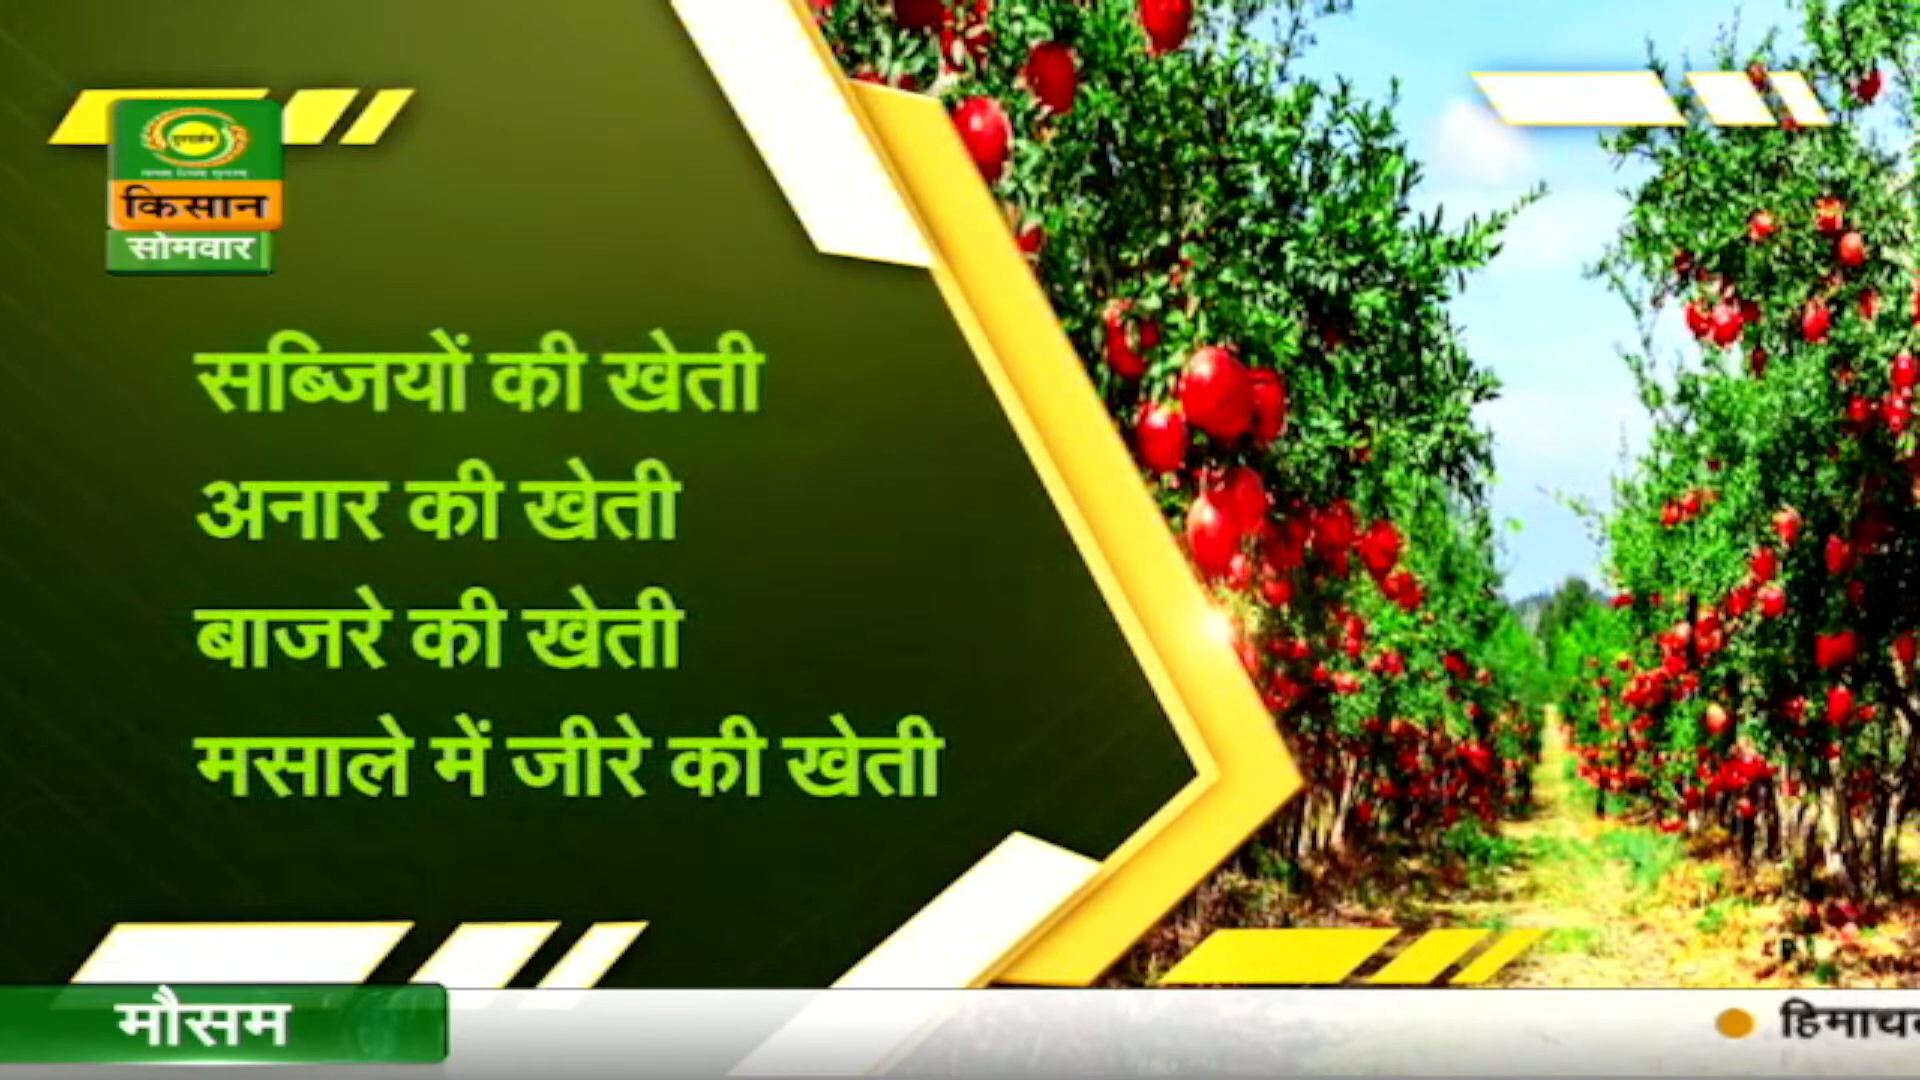 किसान
सोमवार
सब्जियों की खेती
अनार की खेती
बाजरे की खेती
मसाले में जीरे की खेती
मौसम